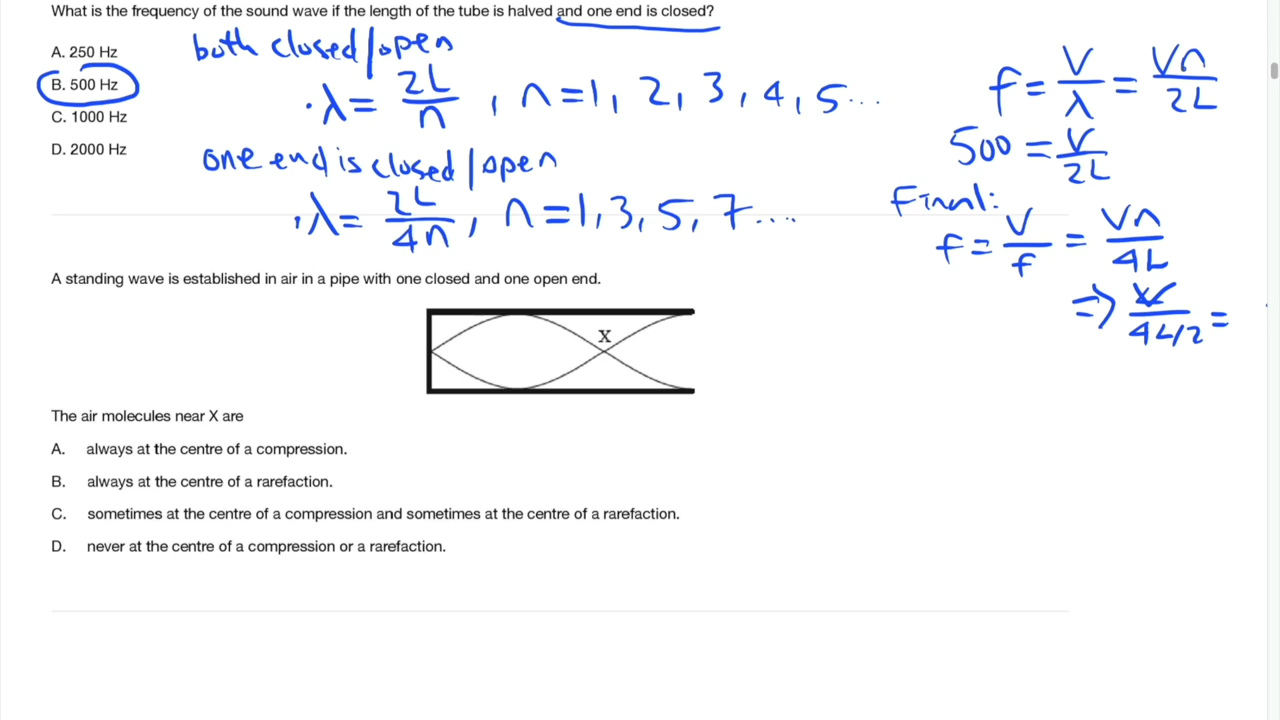 What is the frequency of the sound wave if the length of the tube is halved and one end is closed?
A. 250 Hz
B. 500 Hz
C. 1000 Hz
D. 2000 Hz
both closed/open
·λ = 2L/n , n=1, 2, 3, 4, 5...
one end is closed/open
·λ = 2L/4n , n=1, 3, 5, 7....
f = V/λ = Vn/2L
500 = V/2L
Final:
f = V/f = Vn/4L
=> V/4L/2 =
A standing wave is established in air in a pipe with one closed and one open end.
X
The air molecules near X are
A. always at the centre of a compression.
B. always at the centre of a rarefaction.
C. sometimes at the centre of a compression and sometimes at the centre of a rarefaction.
D. never at the centre of a compression or a rarefaction.